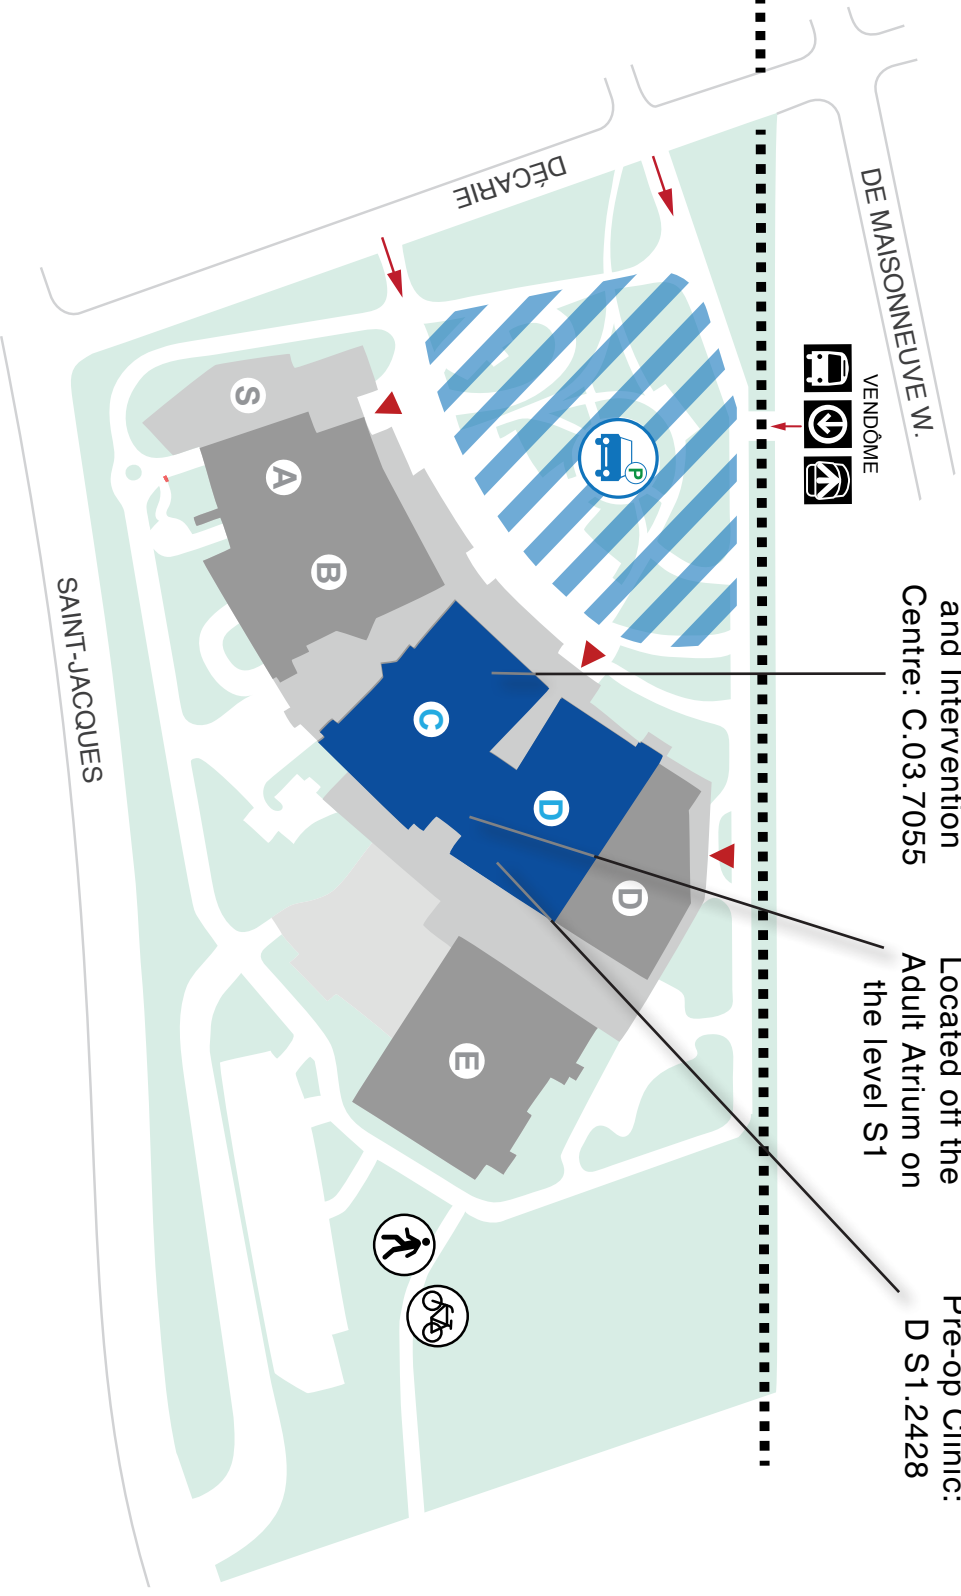 and Intervention
Centre: C.03.7055
Located off the
Adult Atrium on
the level S1
Pre-op Clinic:
D S1.2428
DE MAISONNEUVE W.
VENDÔME
DÉCARIE
P
S
A
B
C
D
D
E
SAINT-JACQUES